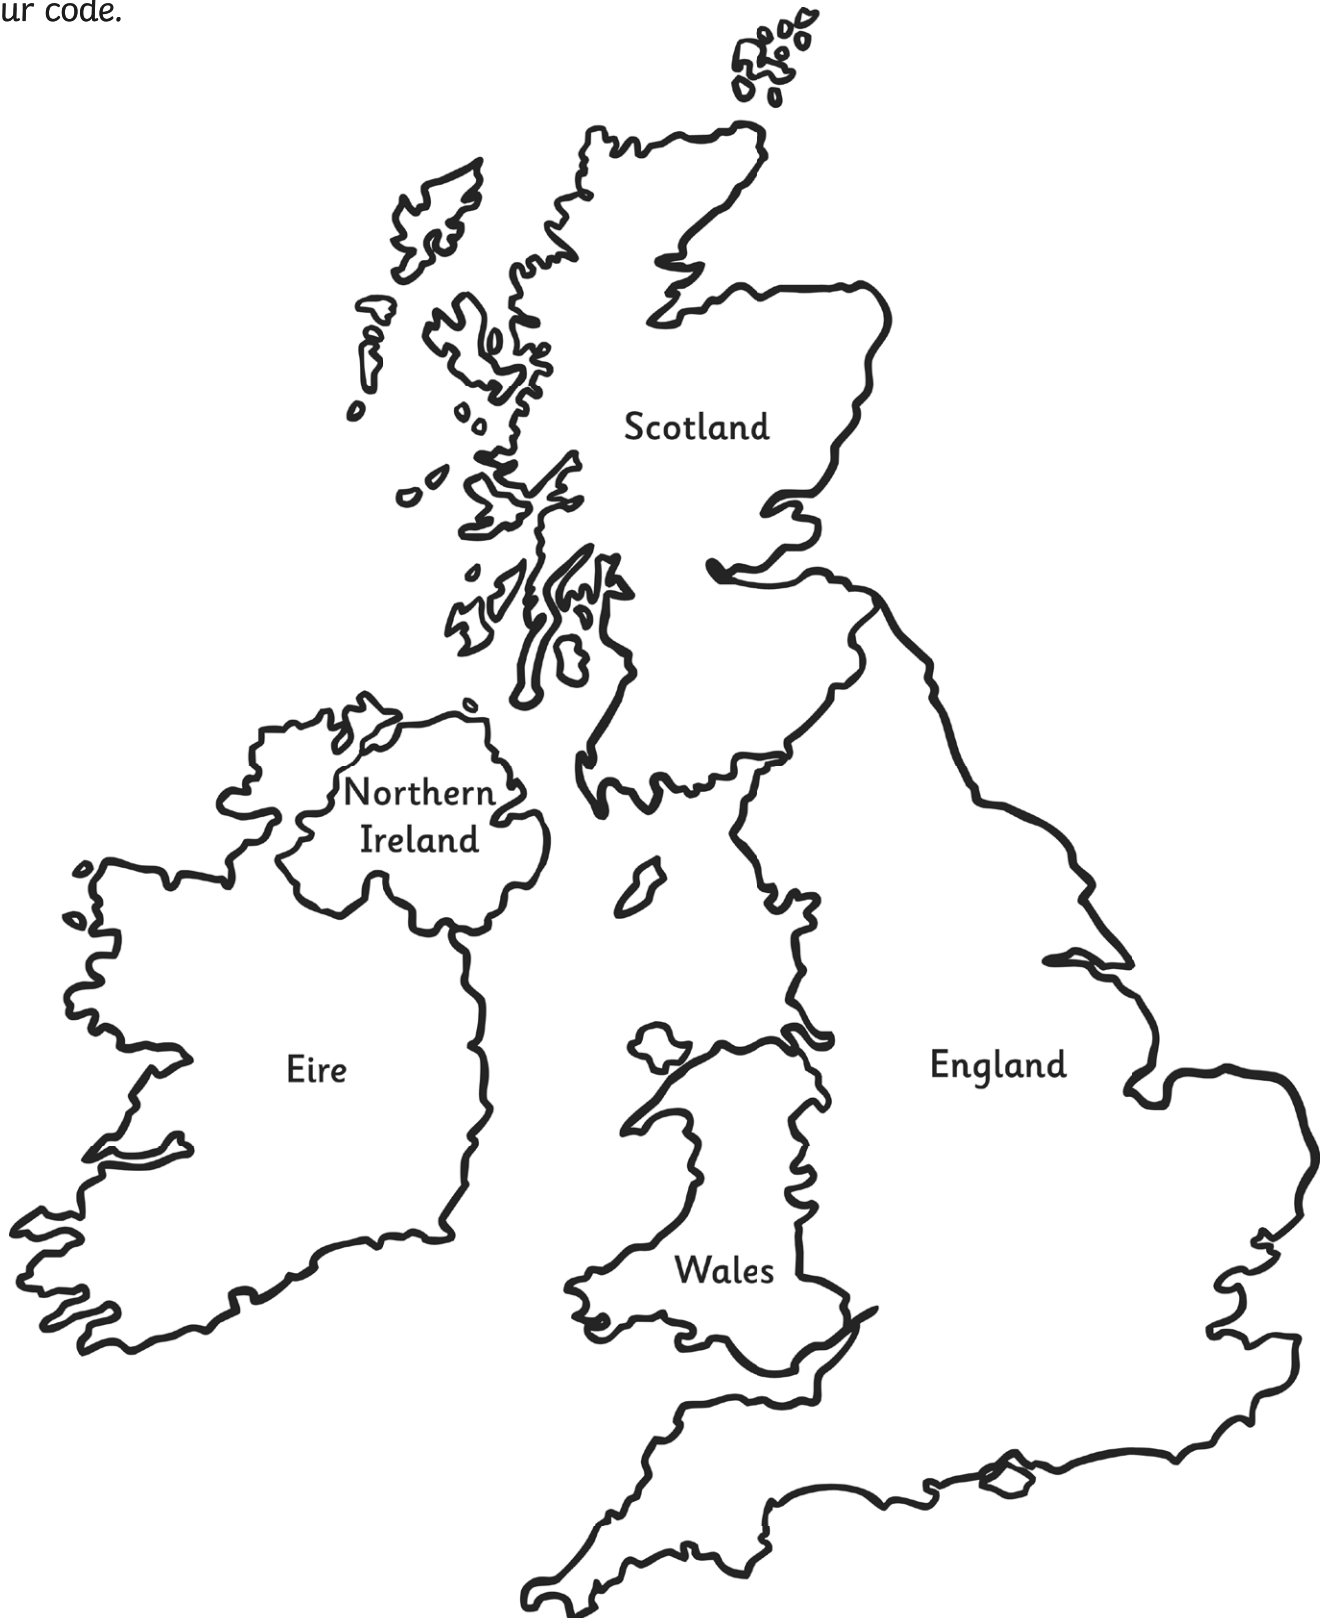 ur code.
Scotland
Northern
Ireland
Eire
England
Wales